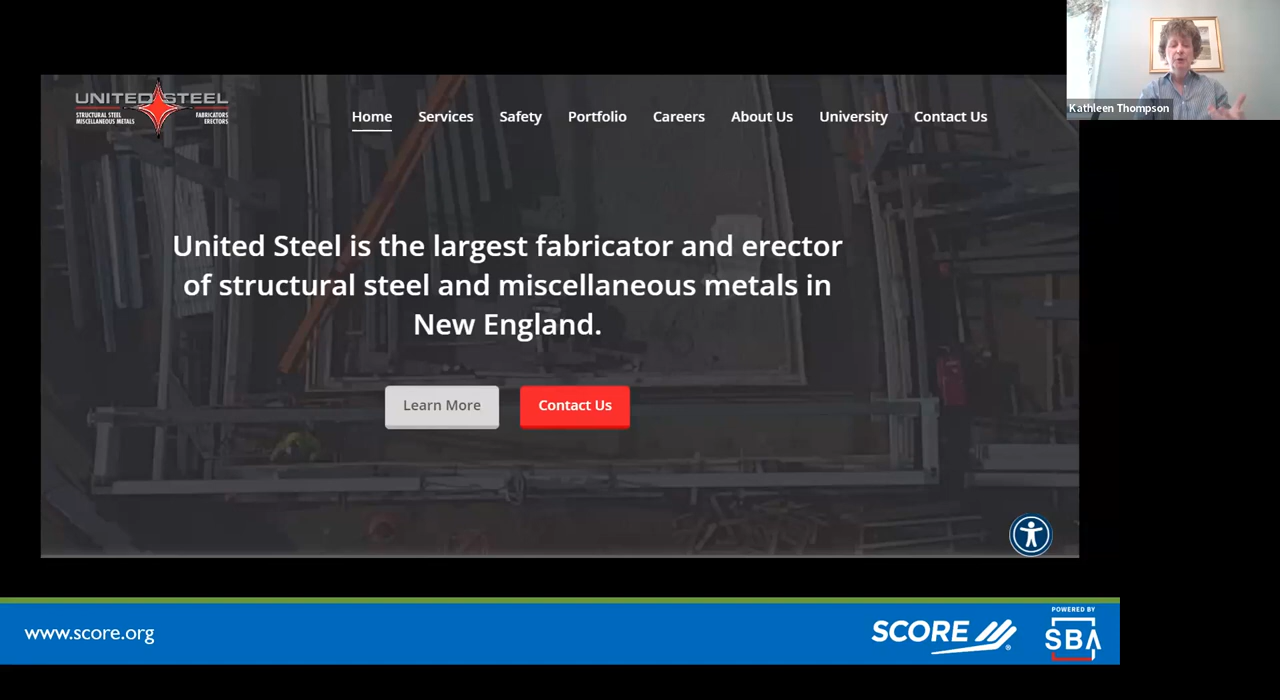 Kathleen Thompson
UNITED STEEL
STRUCTURAL STEEL
MISCELLANEOUS METALS
FABRICATORS
ERECTORS
Home Services Safety Portfolio Careers About Us University Contact Us
United Steel is the largest fabricator and erector
of structural steel and miscellaneous metals in
New England.
Learn More Contact Us
www.score.org
SCORE
®
POWERED BY
SBA